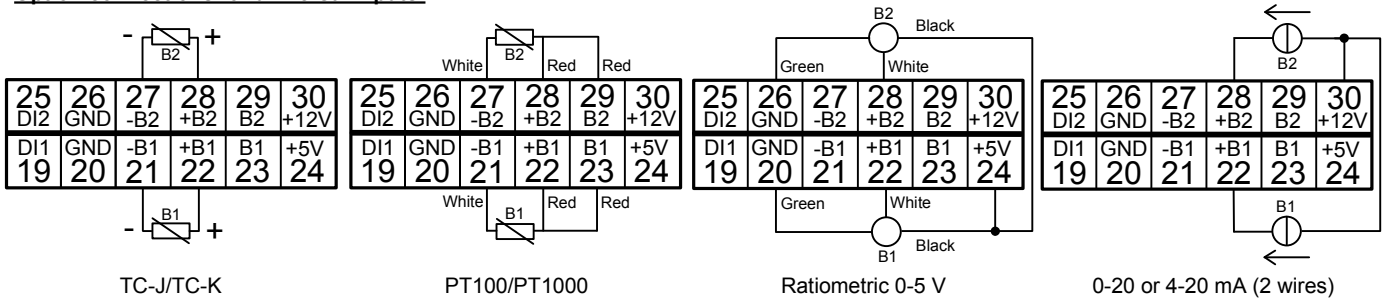 - B2 +
25 26 27 28 29 30
DI2 GND -B2 +B2 B2 +12V
DI1 GND -B1 +B1 B1 +5V
19 20 21 22 23 24
- B1 +
TC-J/TC-K
B2
White Red Red
25 26 27 28 29 30
DI2 GND -B2 +B2 B2 +12V
DI1 GND -B1 +B1 B1 +5V
19 20 21 22 23 24
White Red Red
B1
PT100/PT1000
B2
Black
Green White
25 26 27 28 29 30
DI2 GND -B2 +B2 B2 +12V
DI1 GND -B1 +B1 B1 +5V
19 20 21 22 23 24
Green White
Black
B1
Ratiometric 0-5 V
B2
25 26 27 28 29 30
DI2 GND -B2 +B2 B2 +12V
DI1 GND -B1 +B1 B1 +5V
19 20 21 22 23 24
B1
0-20 or 4-20 mA (2 wires)